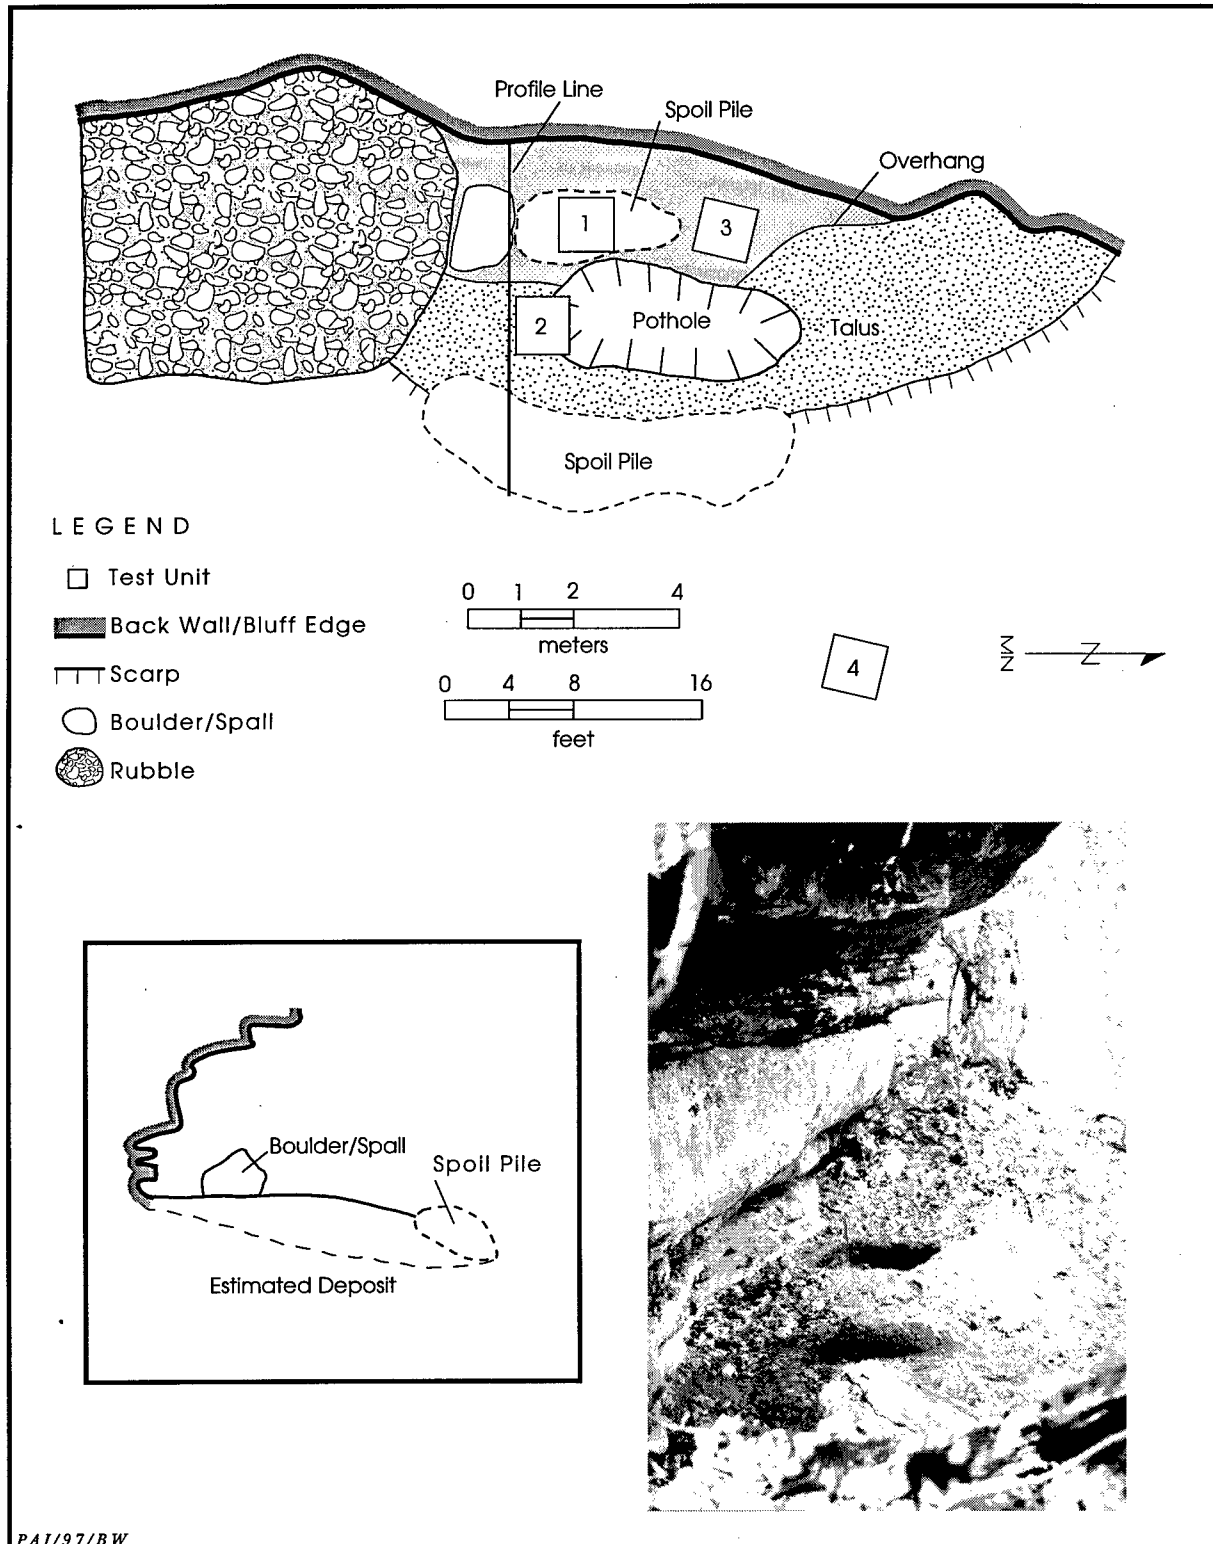 Profile Line
Spoil Pile
Overhang
1
3
2
Pothole
Talus
Spoil Pile
LEGEND
Test Unit
Back Wall/Bluff Edge
Scarp
Boulder/Spall
Rubble
0 1 2 4
meters
0 4 8 16
feet
4
MN
N
Boulder/Spall
Spoil Pile
Estimated Deposit
PAI/97/BW